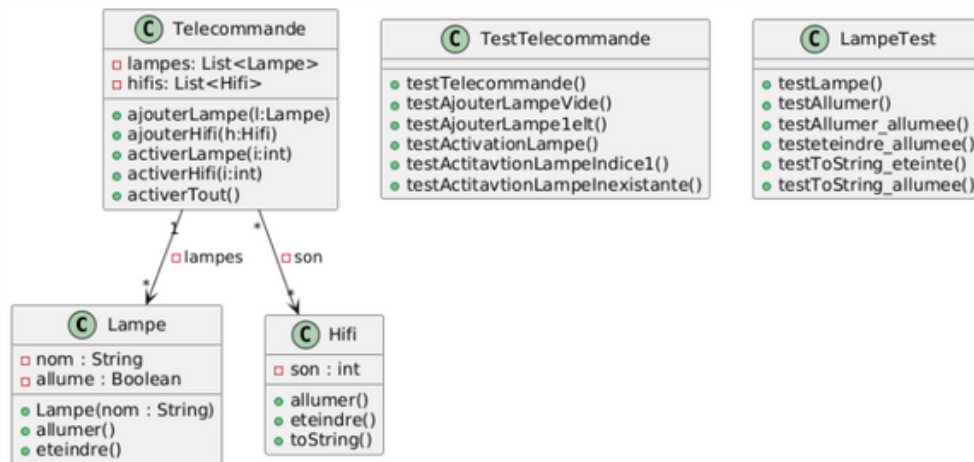 C Telecommande
lampes: List<Lampe>
hifis: List<Hifi>
ajouterLampe(l:Lampe)
ajouterHifi(h:Hifi)
activerLampe(i:int)
activerHifi(i:int)
activerTout()
C TestTelecommande
testTelecommande()
testAjouterLampeVide()
testAjouterLampe1elt()
testActivationLampe()
testActitavtionLampeIndice1()
testActitavtionLampeInexistante()
C LampeTest
testLampe()
testAllumer()
testAllumer_allumee()
testeteindre_allumee()
testToString_eteinte()
testToString_allumee()
1
lampes
*
*
son
*
C Lampe
nom : String
allume : Boolean
Lampe(nom : String)
allumer()
eteindre()
C Hifi
son : int
allumer()
eteindre()
toString()